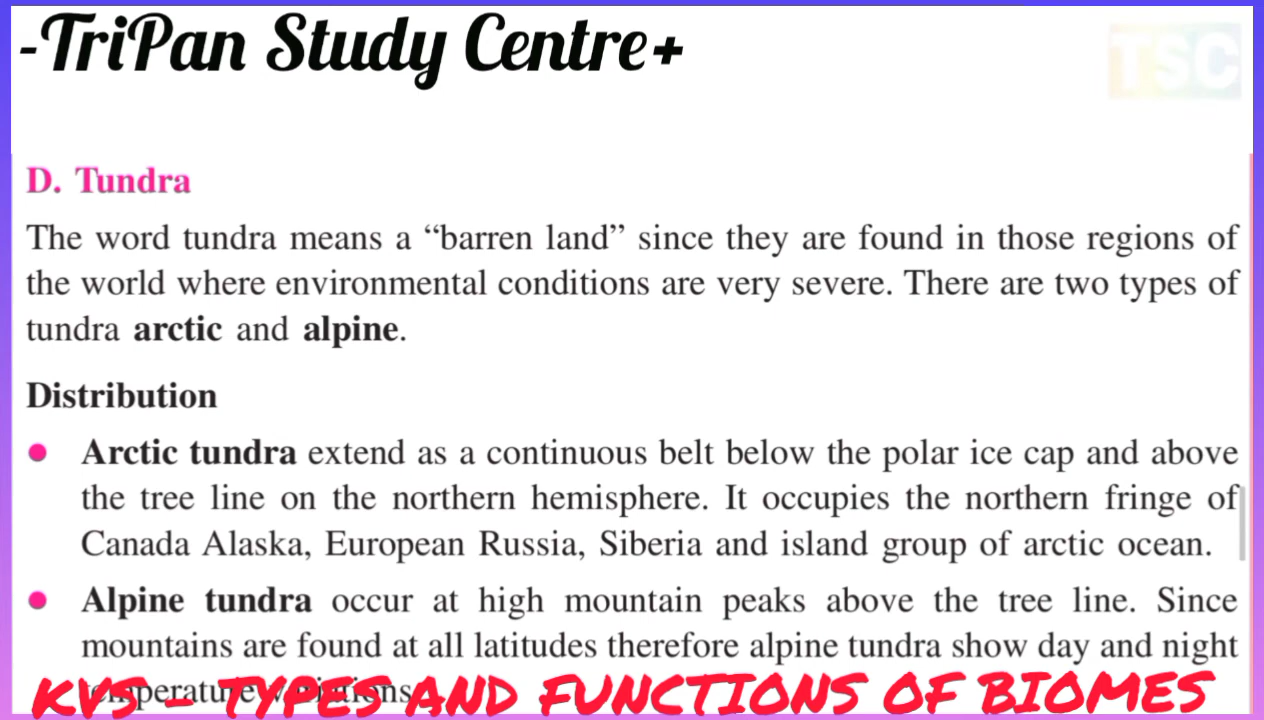 -TriPan Study Centre+
TSC
D. Tundra
The word tundra means a “barren land” since they are found in those regions of
the world where environmental conditions are very severe. There are two types of
tundra arctic and alpine.
Distribution
• Arctic tundra extend as a continuous belt below the polar ice cap and above
the tree line on the northern hemisphere. It occupies the northern fringe of
Canada Alaska, European Russia, Siberia and island group of arctic ocean.
• Alpine tundra occur at high mountain peaks above the tree line. Since
mountains are found at all latitudes therefore alpine tundra show day and night
temperature variations
KVS - TYPES AND FUNCTIONS OF BIOMES